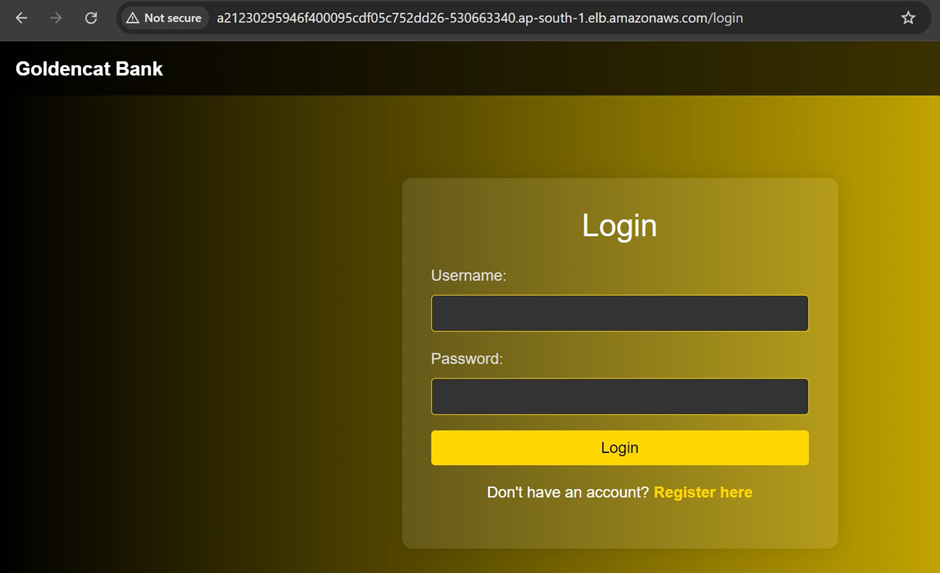 Not secure a21230295946f400095cdf05c752dd26-530663340.ap-south-1.elb.amazonaws.com/login
Goldencat Bank
Login
Username:
Password:
Login
Don't have an account? Register here